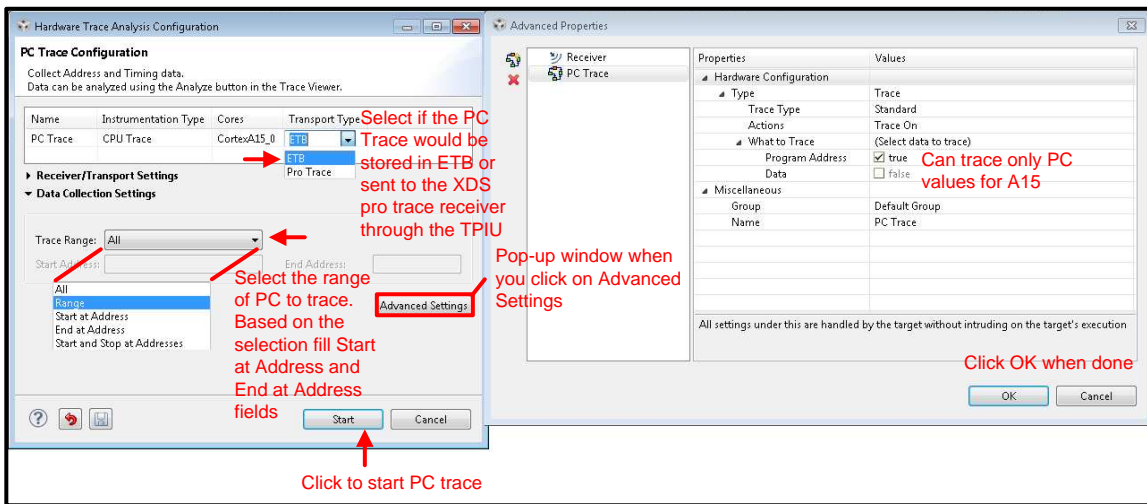 Hardware Trace Analysis Configuration
PC Trace Configuration
Collect Address and Timing data.
Data can be analyzed using the Analyze button in the Trace Viewer.
Name Instrumentation Type Cores Transport Type
PC Trace CPU Trace CortexA15_0 ETB
ETB
Pro Trace
Select if the PC
Trace would be
stored in ETB or
sent to the XDS
pro trace receiver
through the TPIU
Receiver/Transport Settings
Data Collection Settings
Trace Range: All
Start Address: End Address:
All
Range
Start at Address
End at Address
Start and Stop at Addresses
Select the range
of PC to trace.
Based on the
selection fill Start
at Address and
End at Address
fields
Advanced Settings
Pop-up window when
you click on Advanced
Settings
? Start Cancel
Click to start PC trace
Advanced Properties
Receiver
PC Trace
Properties Values
Hardware Configuration
Type Trace
Trace Type Standard
Actions Trace On
What to Trace (Select data to trace)
Program Address true
Data false
Can trace only PC
values for A15
Miscellaneous
Group Default Group
Name PC Trace
All settings under this are handled by the target without intruding on the target's execution
Click OK when done
OK Cancel